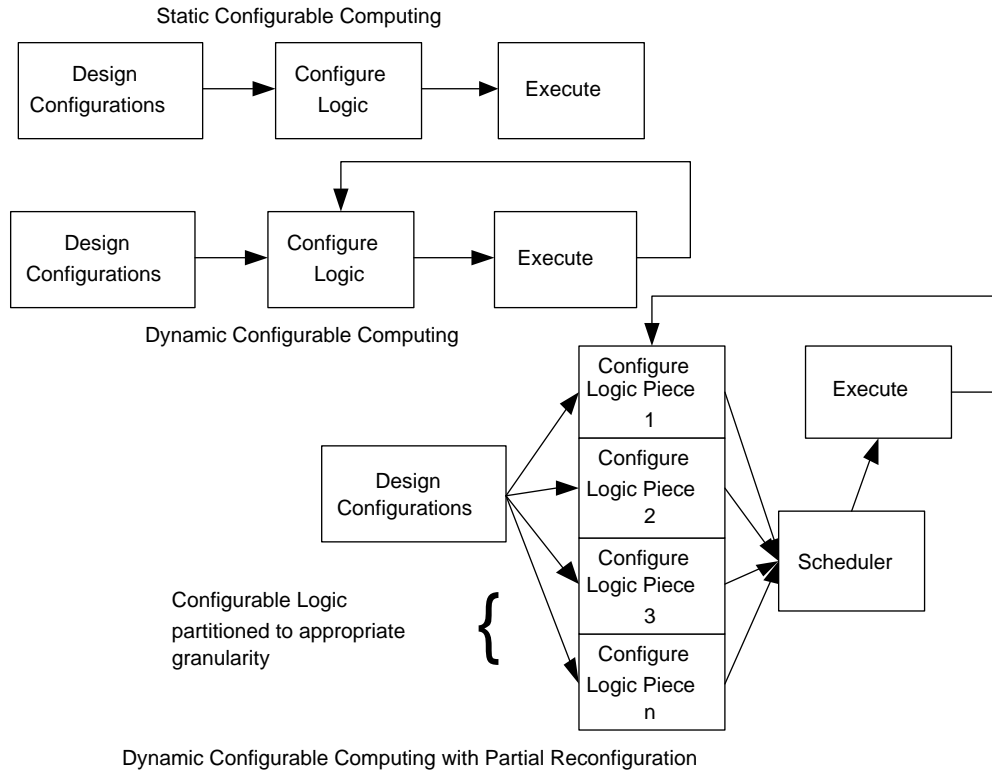 Static Configurable Computing
Design
Configurations
Configure
Logic
Execute
Design
Configurations
Configure
Logic
Execute
Dynamic Configurable Computing
Configure
Logic Piece
1
Configure
Logic Piece
2
Configure
Logic Piece
3
Configure
Logic Piece
n
Execute
Design
Configurations
Scheduler
Configurable Logic
partitioned to appropriate
granularity
{
Dynamic Configurable Computing with Partial Reconfiguration